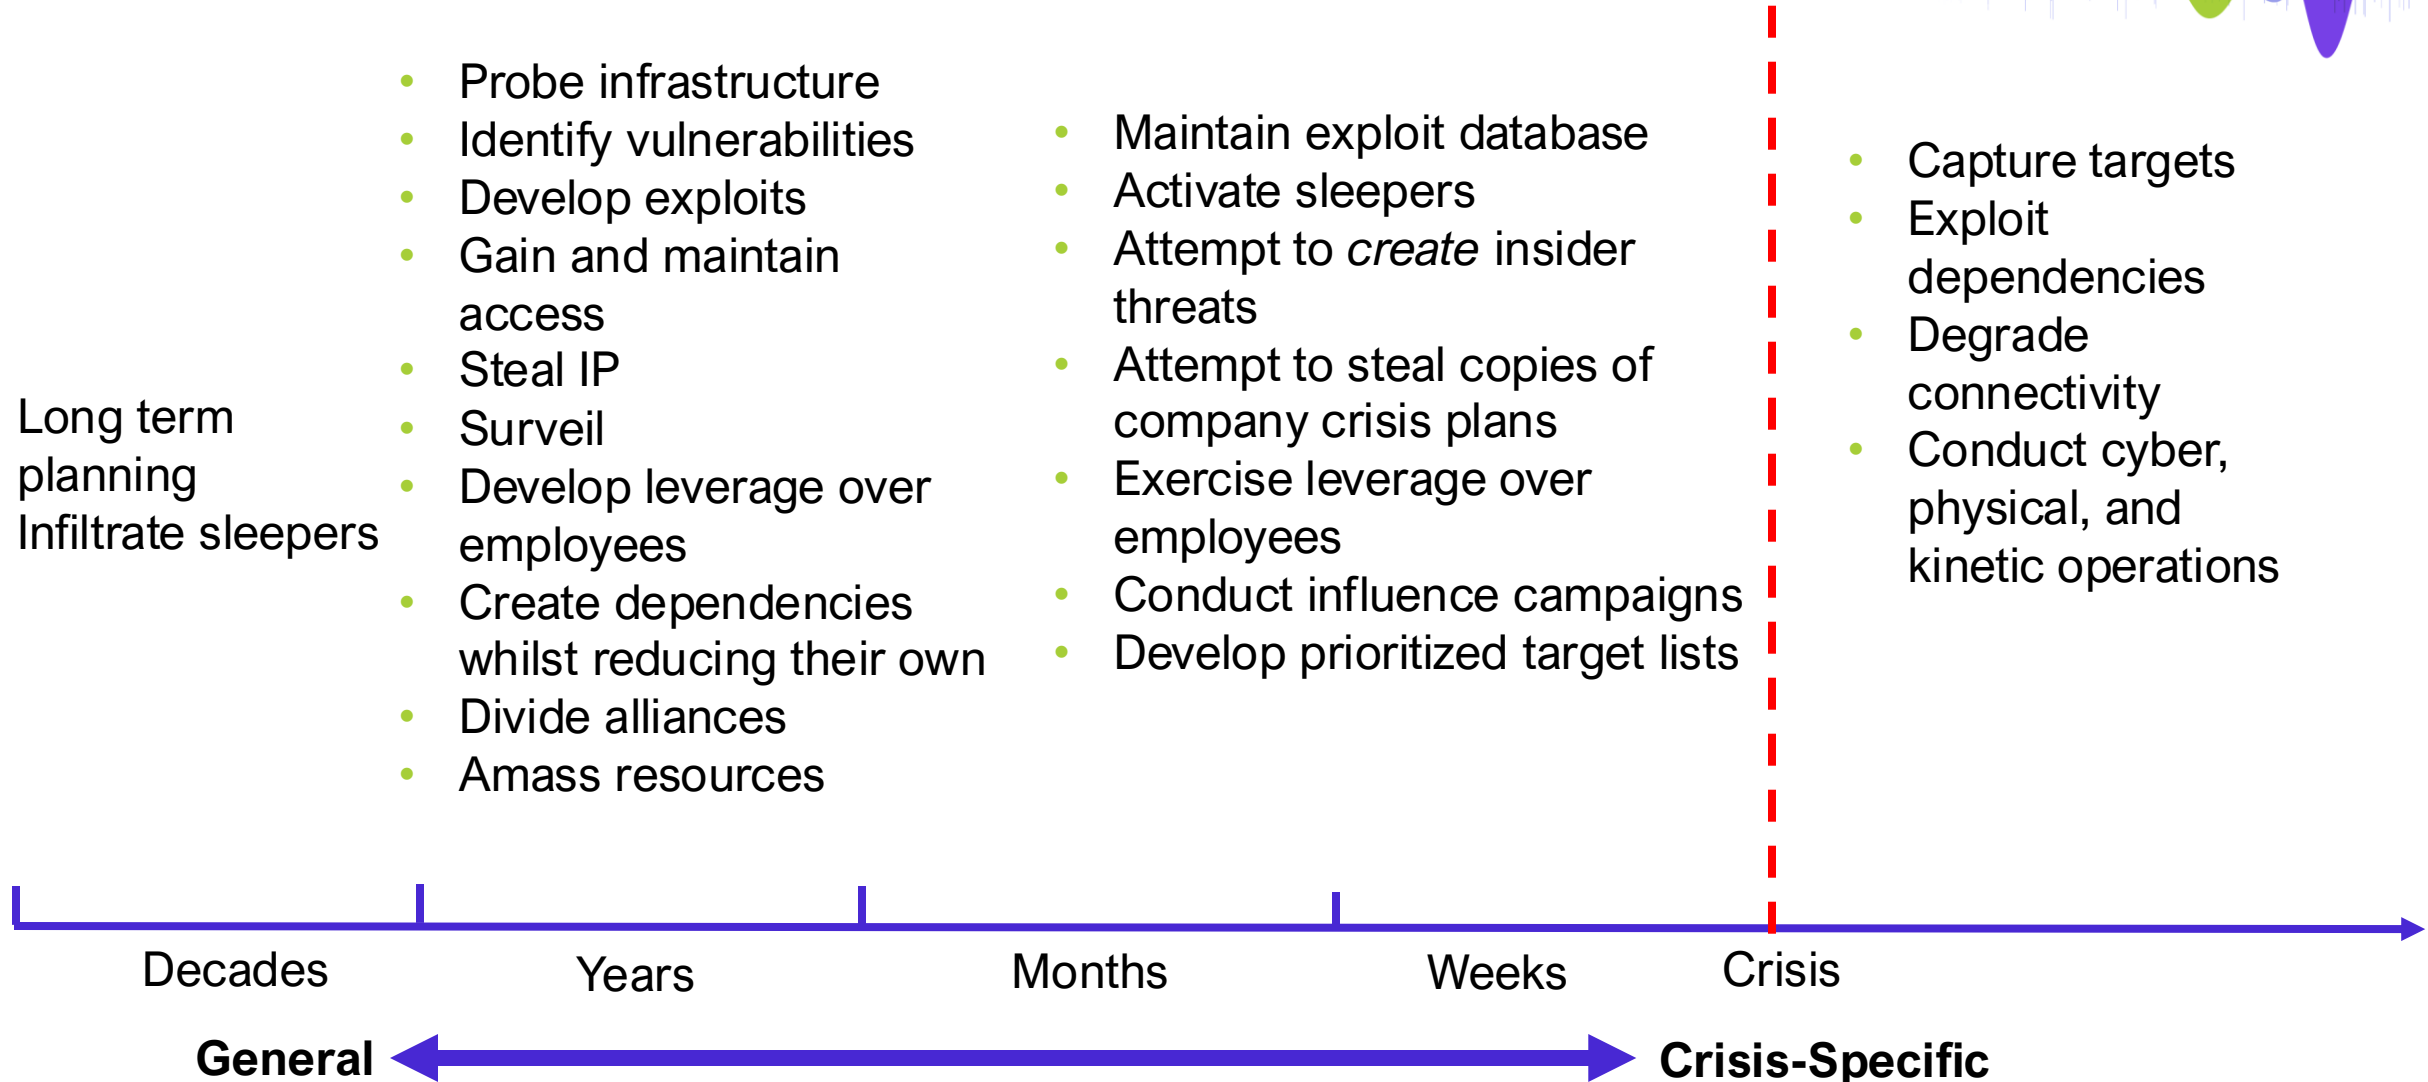 Long term
planning
Infiltrate sleepers
• Probe infrastructure
• Identify vulnerabilities
• Develop exploits
• Gain and maintain
access
• Steal IP
• Surveil
• Develop leverage over
employees
• Create dependencies
whilst reducing their own
• Divide alliances
• Amass resources
• Maintain exploit database
• Activate sleepers
• Attempt to create insider
threats
• Attempt to steal copies of
company crisis plans
• Exercise leverage over
employees
• Conduct influence campaigns
• Develop prioritized target lists
• Capture targets
• Exploit
dependencies
• Degrade
connectivity
• Conduct cyber,
physical, and
kinetic operations
Decades
Years
Months
Weeks
Crisis
General
Crisis-Specific